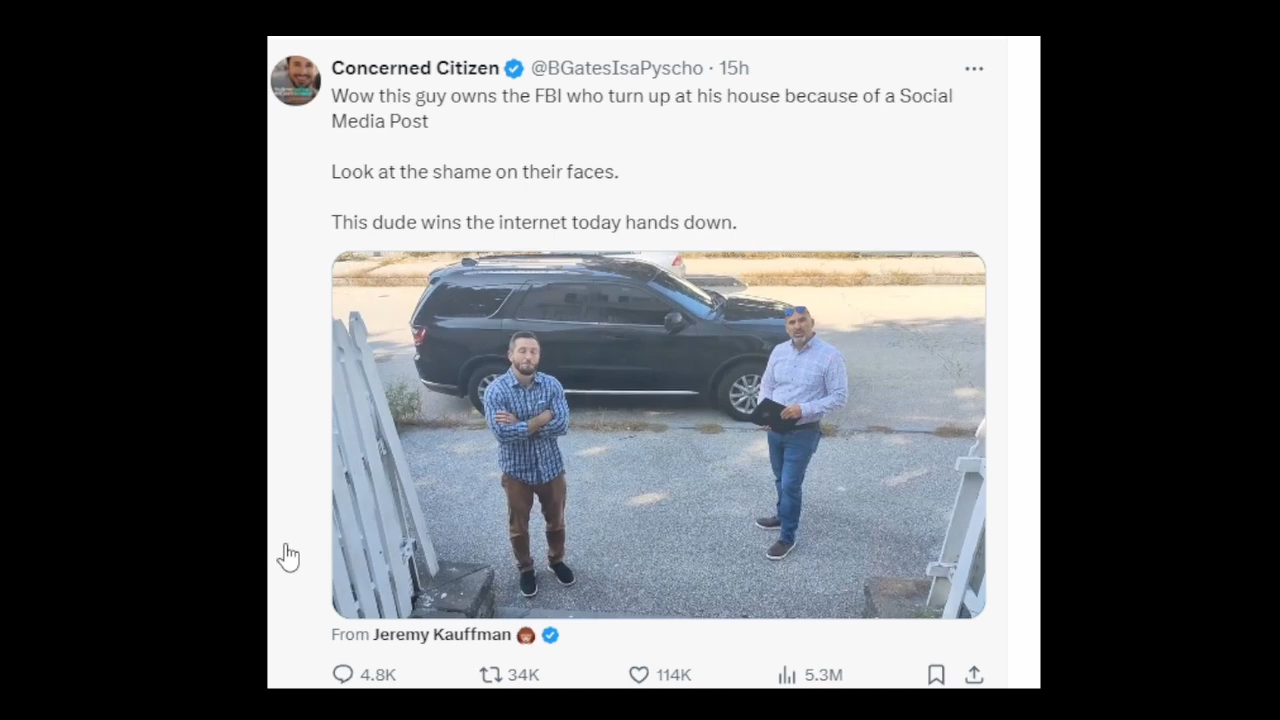 Concerned Citizen @BGatesIsaPyscho · 15h
Wow this guy owns the FBI who turn up at his house because of a Social
Media Post
Look at the shame on their faces.
This dude wins the internet today hands down.
From Jeremy Kauffman
4.8K 34K 114K 5.3M